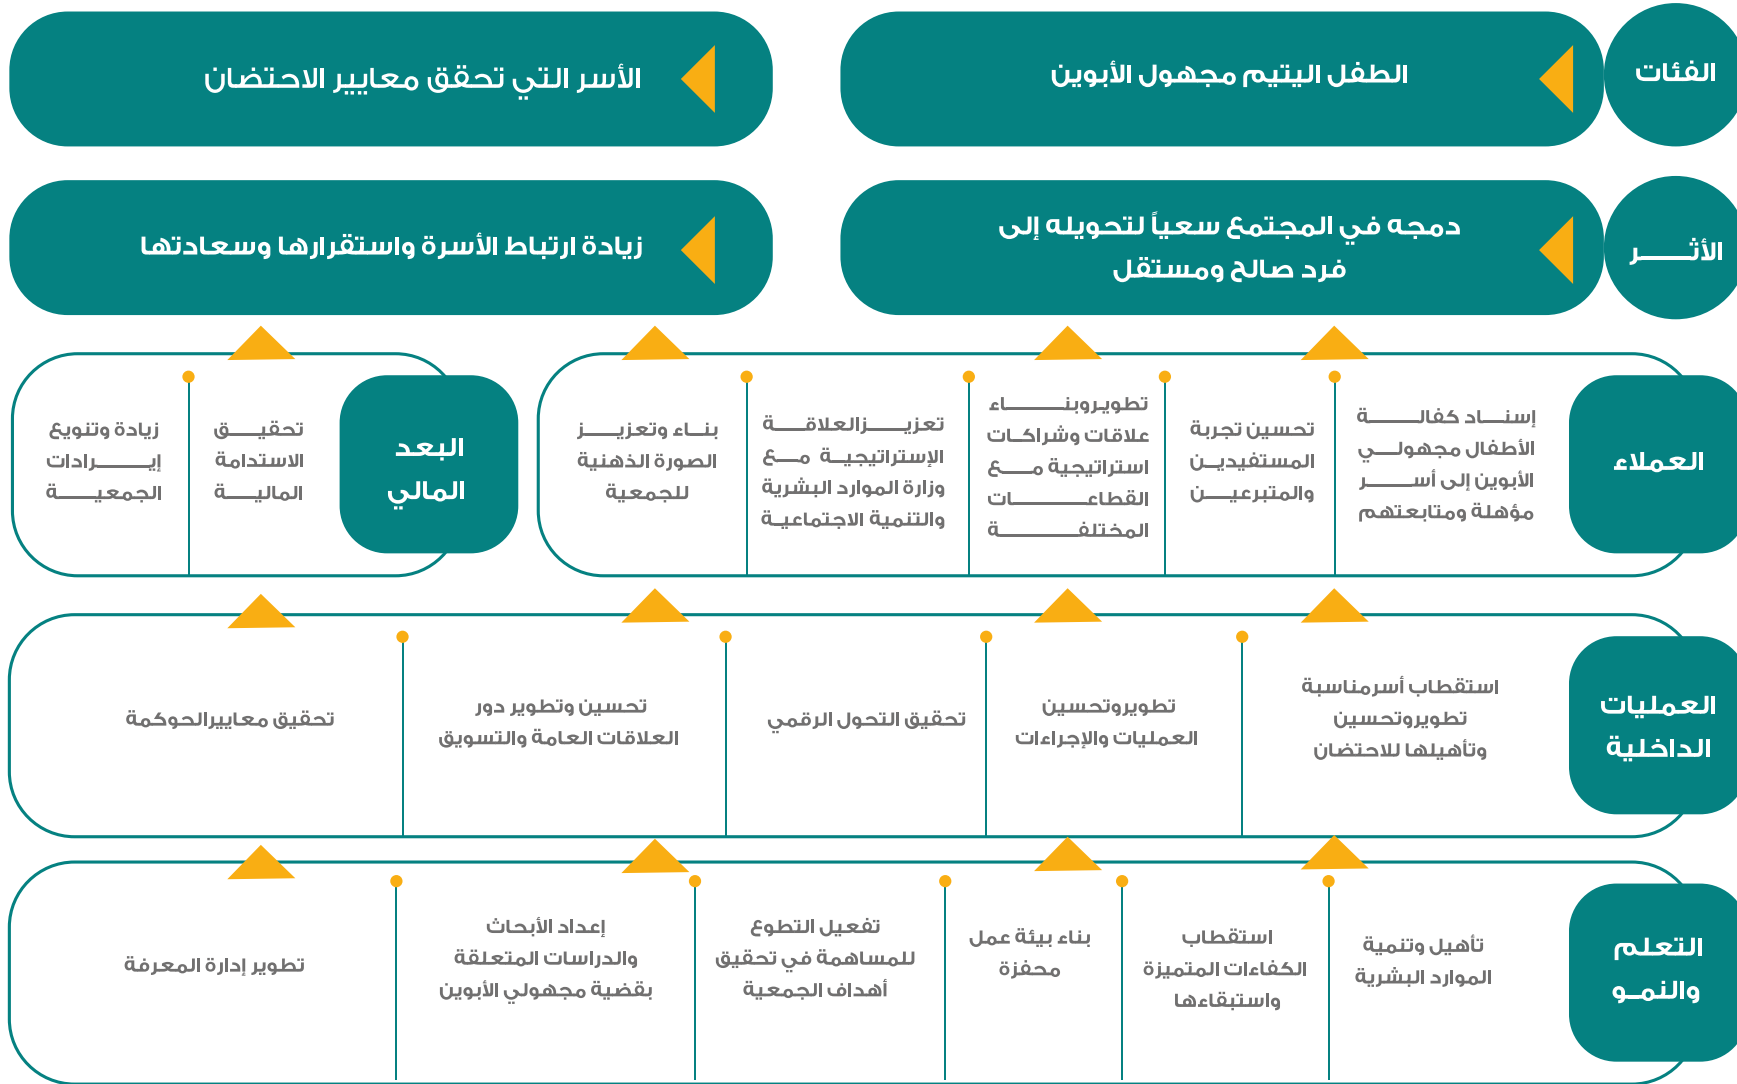 الفئات
الطفل اليتيم مجهول الأبوين
الأسر التي تحقق معايير الاحتضان
الأثر
دمجه في المجتمع سعياً لتحويله إلى
فرد صالح ومستقل
زيادة ارتباط الأسرة واستقرارها وسعادتها
العملاء
إسناد كفالة
الأطفال مجهولي
الأبوين إلى أسر
مؤهلة ومتابعتهم
تحسين تجربة
المستفيدين
والمتبرعين
تطويروبناء
علاقات وشراكات
استراتيجية مع
القطاعات
المختلفة
تعزيزالعلاقة
الإستراتيجية مع
وزارة الموارد البشرية
والتنمية الاجتماعية
بناء وتعزيز
الصورة الذهنية
للجمعية
البعد
المالي
تحقيق
الاستدامة
المالية
زيادة وتنويع
إيرادات
الجمعية
العمليات
الداخلية
استقطاب أسرمناسبة
تطويروتحسين
وتأهيلها للاحتضان
تطويروتحسين
العمليات والإجراءات
تحقيق التحول الرقمي
تحسين وتطوير دور
العلاقات العامة والتسويق
تحقيق معاييرالحوكمة
التعلم
والنمو
تأهيل وتنمية
الموارد البشرية
استقطاب
الكفاءات المتميزة
واستبقاءها
بناء بيئة عمل
محفزة
تفعيل التطوع
للمساهمة في تحقيق
أهداف الجمعية
إعداد الأبحاث
والدراسات المتعلقة
بقضية مجهولي الأبوين
تطوير إدارة المعرفة